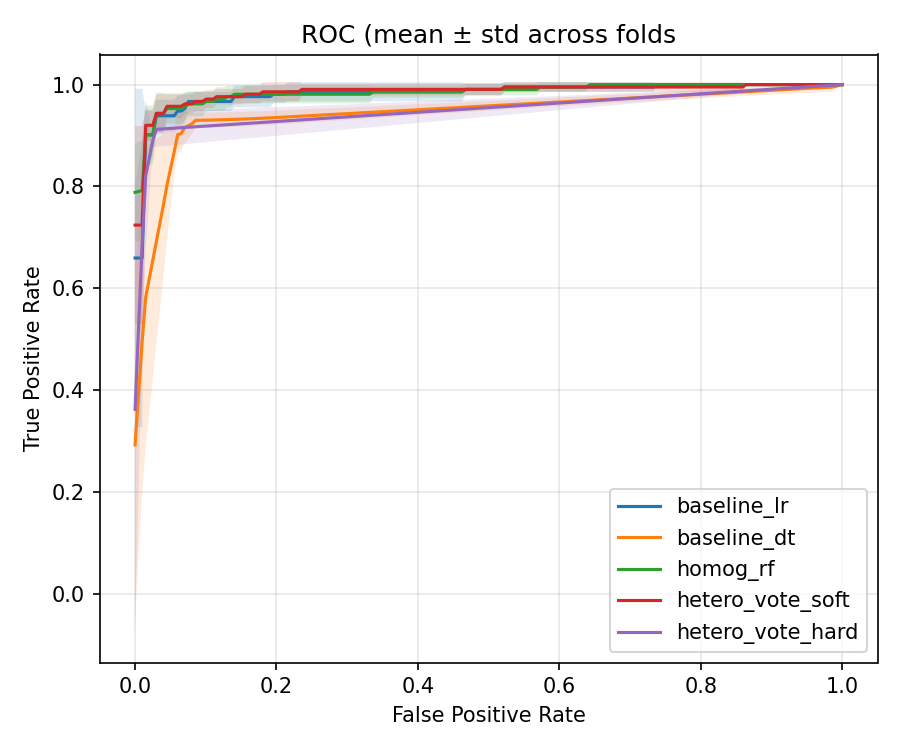 ROC (mean ± std across folds
1.0
0.8
0.6
0.4
0.2
0.0
True Positive Rate
0.0 0.2 0.4 0.6 0.8 1.0
False Positive Rate
baseline_lr
baseline_dt
homog_rf
hetero_vote_soft
hetero_vote_hard